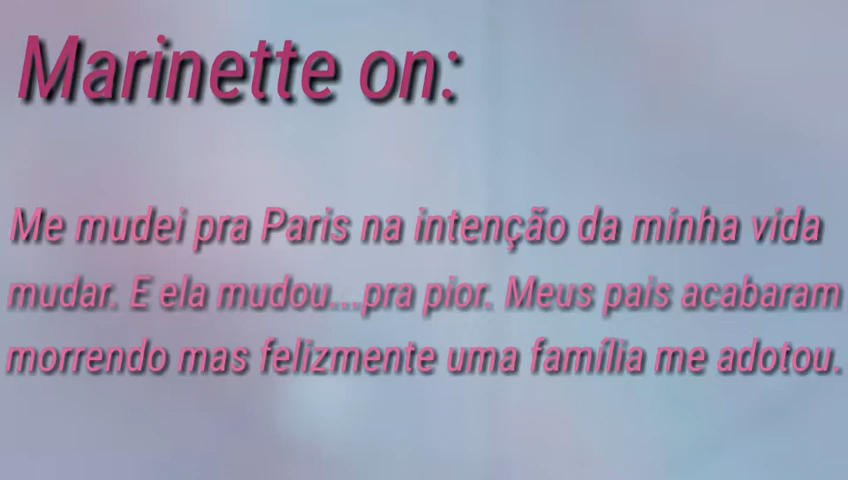 Marinette on:
Me mudei pra Paris na intenção da minha vida
mudar. E ela mudou...pra pior. Meus pais acabaram
morrendo mas felizmente uma família me adotou.